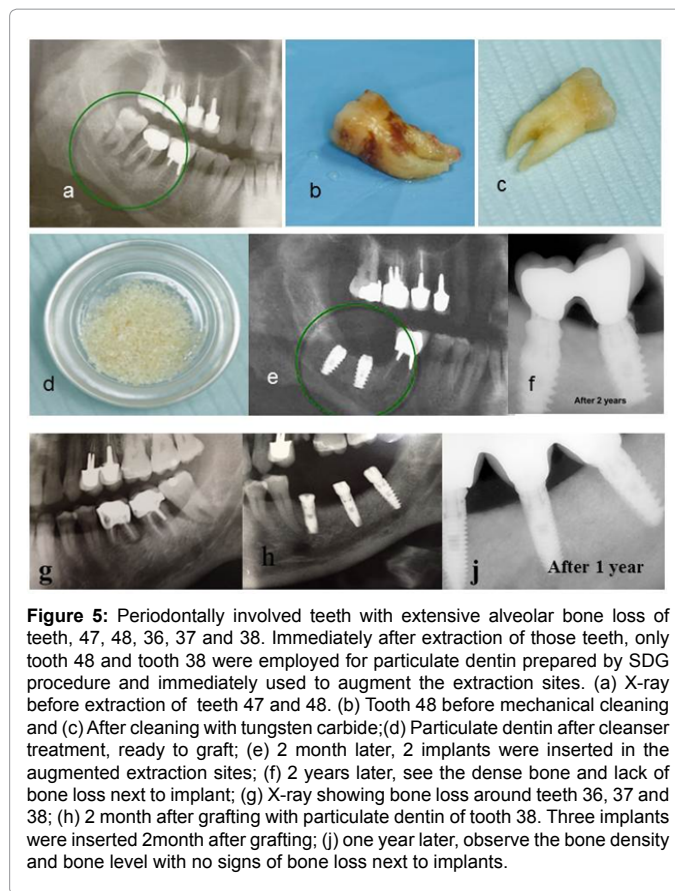 a
b
c
d
e
f
After 2 years
g
h
j
After 1 year
Figure 5: Periodontally involved teeth with extensive alveolar bone loss of
teeth, 47, 48, 36, 37 and 38. Immediately after extraction of those teeth, only
tooth 48 and tooth 38 were employed for particulate dentin prepared by SDG
procedure and immediately used to augment the extraction sites. (a) X-ray
before extraction of teeth 47 and 48. (b) Tooth 48 before mechanical cleaning
and (c) After cleaning with tungsten carbide;(d) Particulate dentin after cleanser
treatment, ready to graft; (e) 2 month later, 2 implants were inserted in the
augmented extraction sites; (f) 2 years later, see the dense bone and lack of
bone loss next to implant; (g) X-ray showing bone loss around teeth 36, 37 and
38; (h) 2 month after grafting with particulate dentin of tooth 38. Three implants
were inserted 2month after grafting; (j) one year later, observe the bone density
and bone level with no signs of bone loss next to implants.